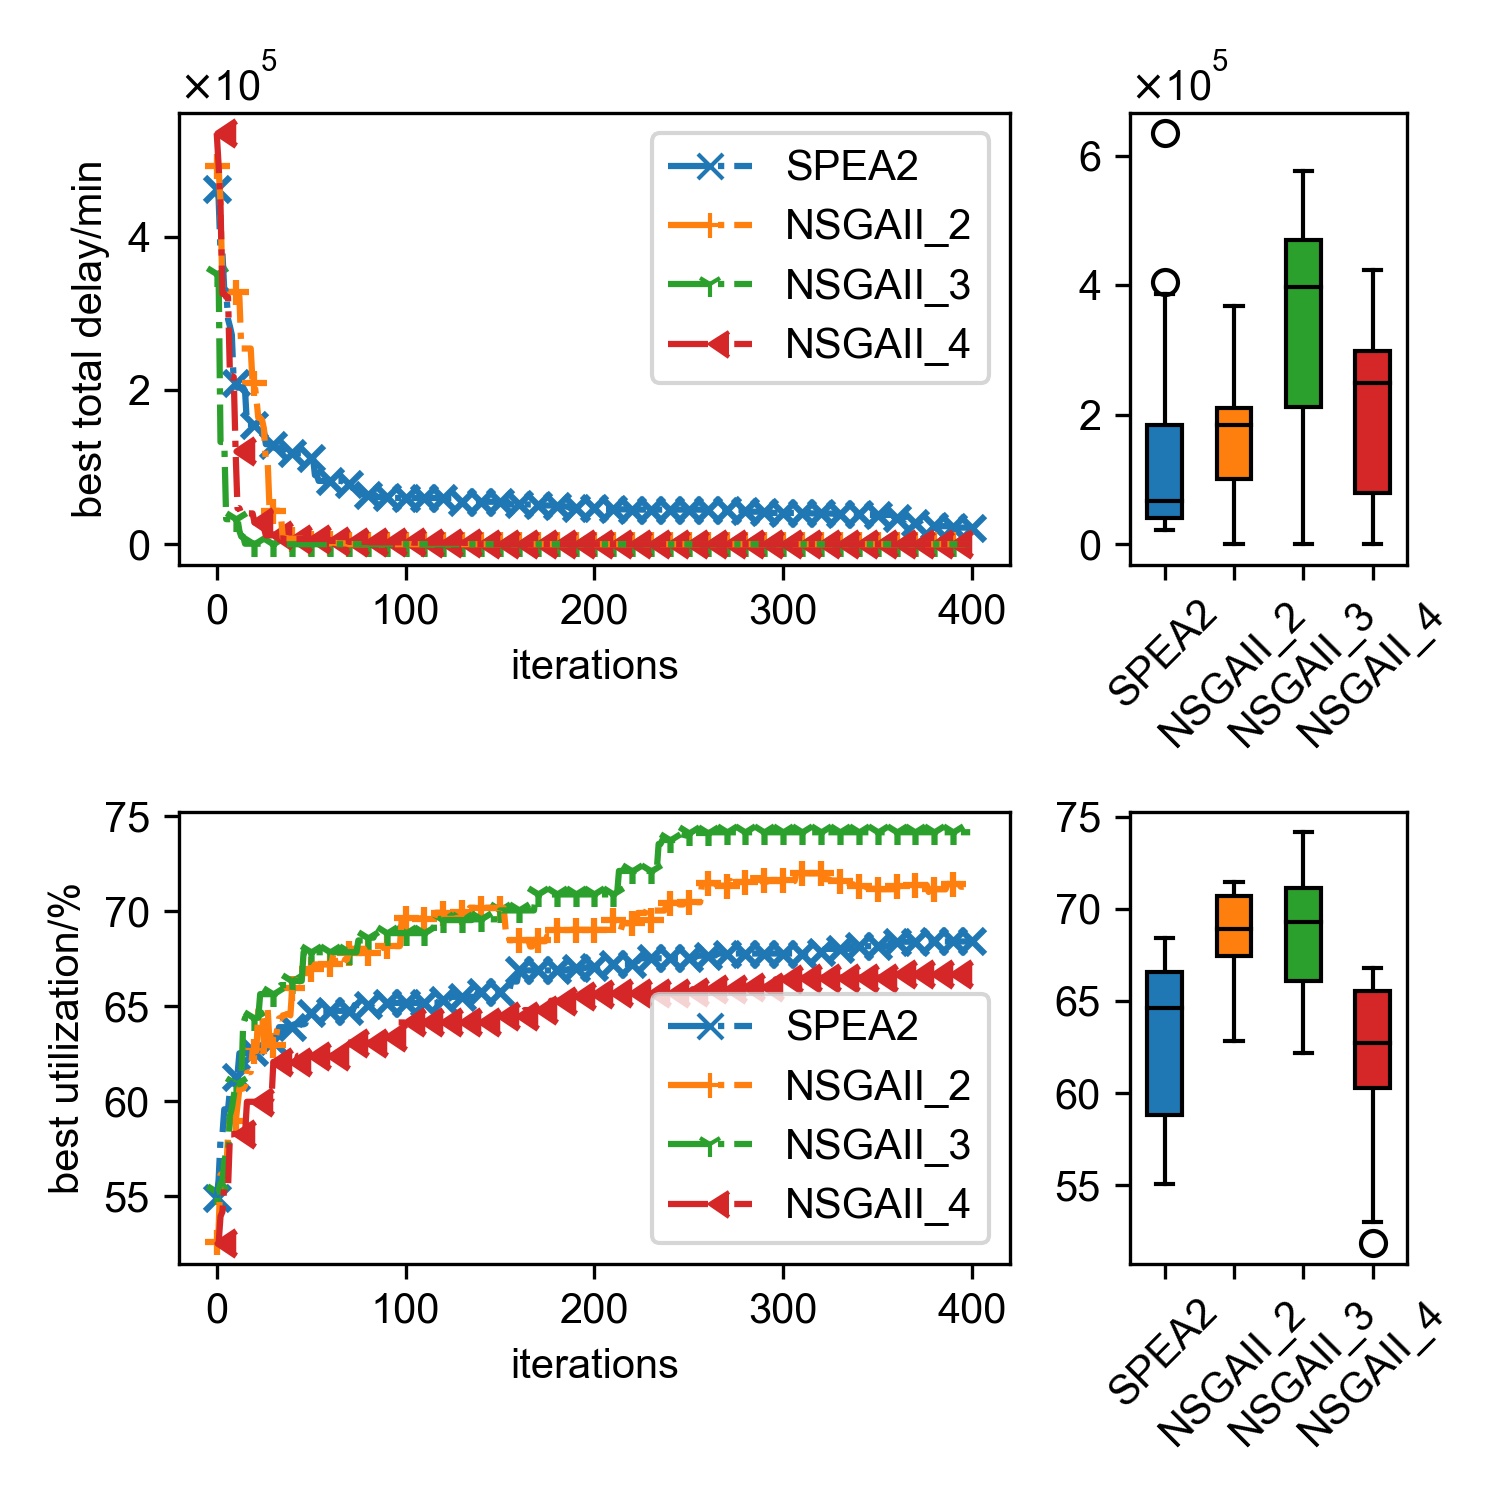 ×10^5
best total delay/min
4
2
0
0 100 200 300 400
iterations
SPEA2
NSGAII_2
NSGAII_3
NSGAII_4
×10^5
6
4
2
0
SPEA2
NSGAII_2
NSGAII_3
NSGAII_4
best utilization/%
75
70
65
60
55
0 100 200 300 400
iterations
SPEA2
NSGAII_2
NSGAII_3
NSGAII_4
75
70
65
60
55
SPEA2
NSGAII_2
NSGAII_3
NSGAII_4